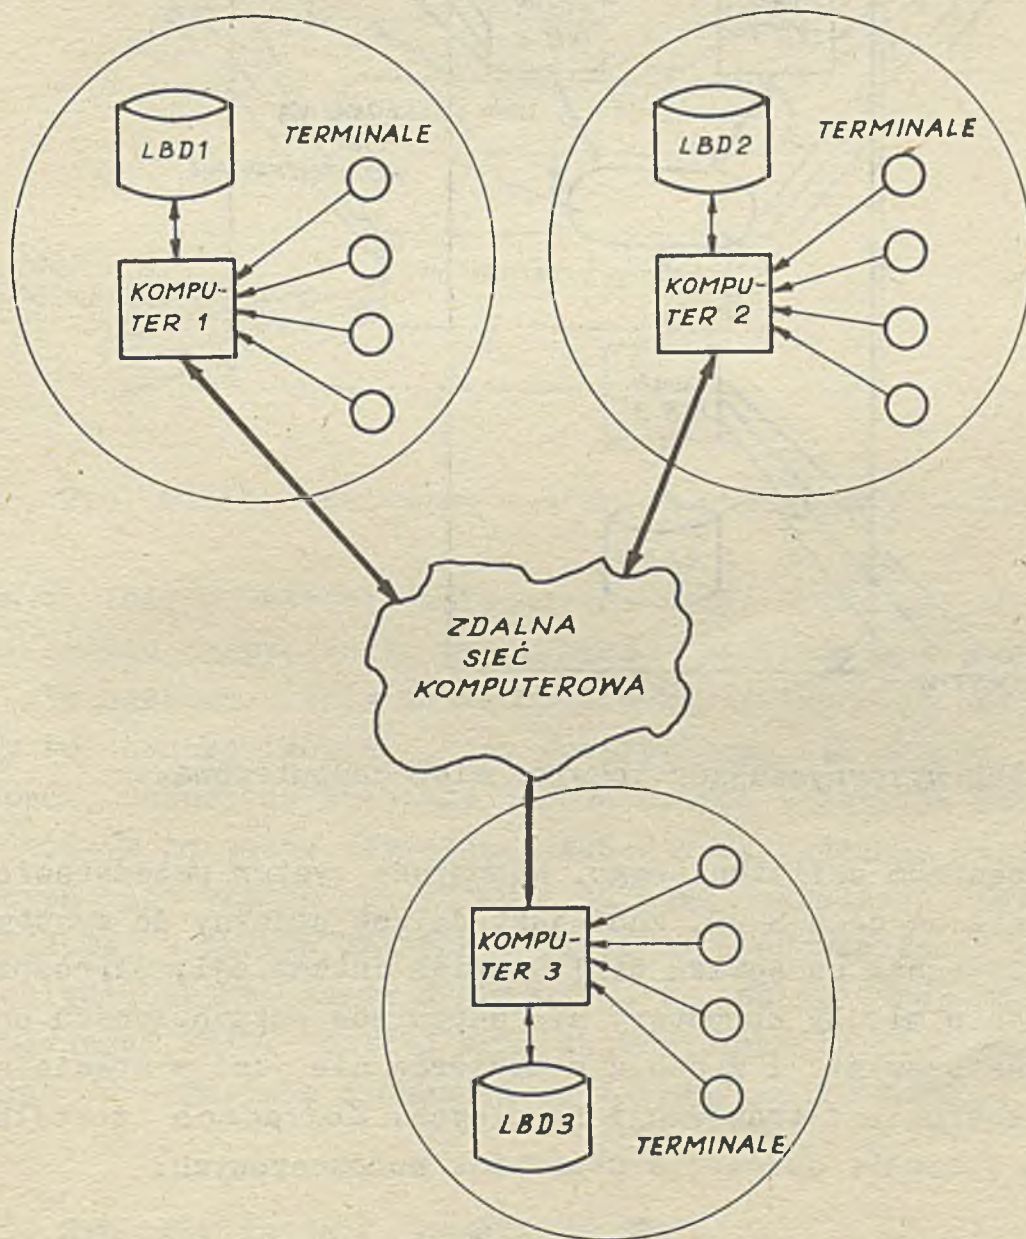 LBD1
TERMINALE
KOMPU-
TER 1
LBD2
TERMINALE
KOMPU-
TER 2
ZDALNA
SIEĆ
KOMPUTEROWA
KOMPU-
TER 3
LBD3
TERMINALE